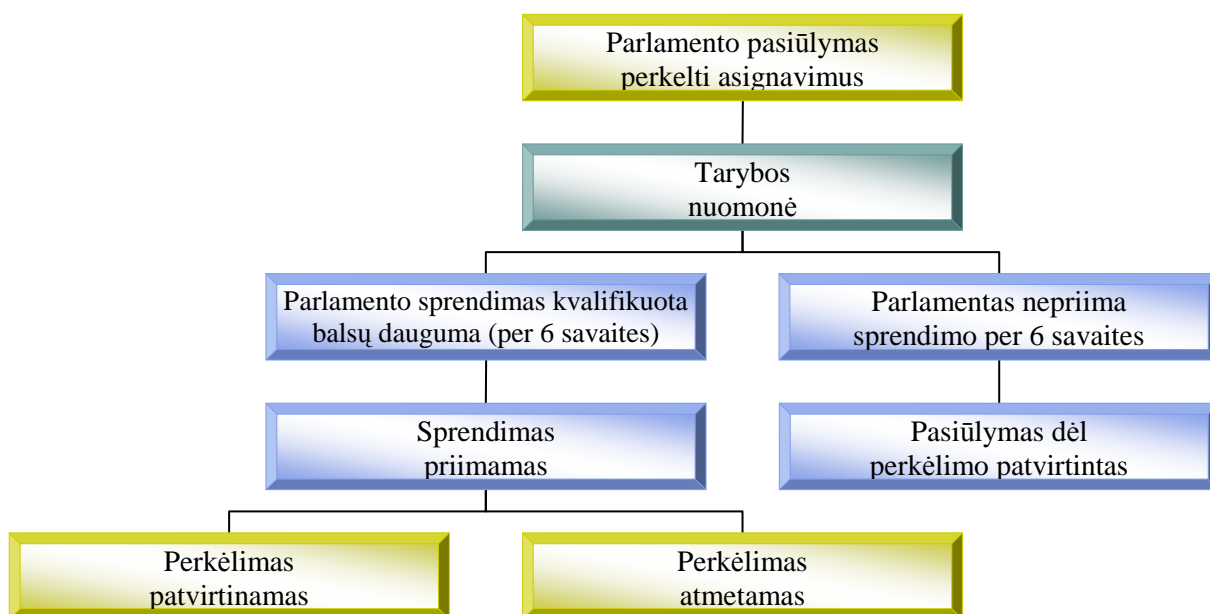 Parlamento pasiūlymas
perkelti asignavimus
Tarybos
nuomonė
Parlamento sprendimas kvalifikuota
balsų dauguma (per 6 savaites)
Parlamentas nepriima
sprendimo per 6 savaites
Sprendimas
priimamas
Pasiūlymas dėl
perkėlimo patvirtintas
Perkėlimas
patvirtinamas
Perkėlimas
atmetamas